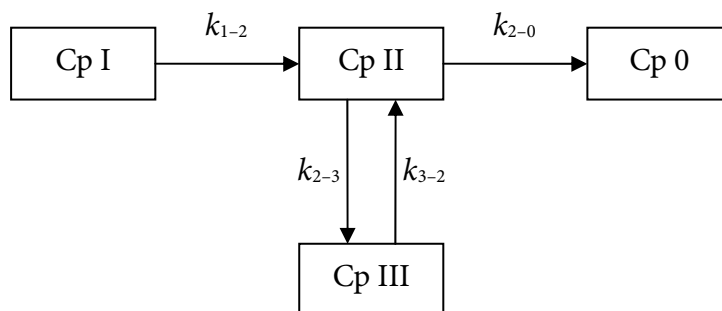 k1–2 k2–0
Cp I Cp II Cp 0
k2–3 k3–2
Cp III